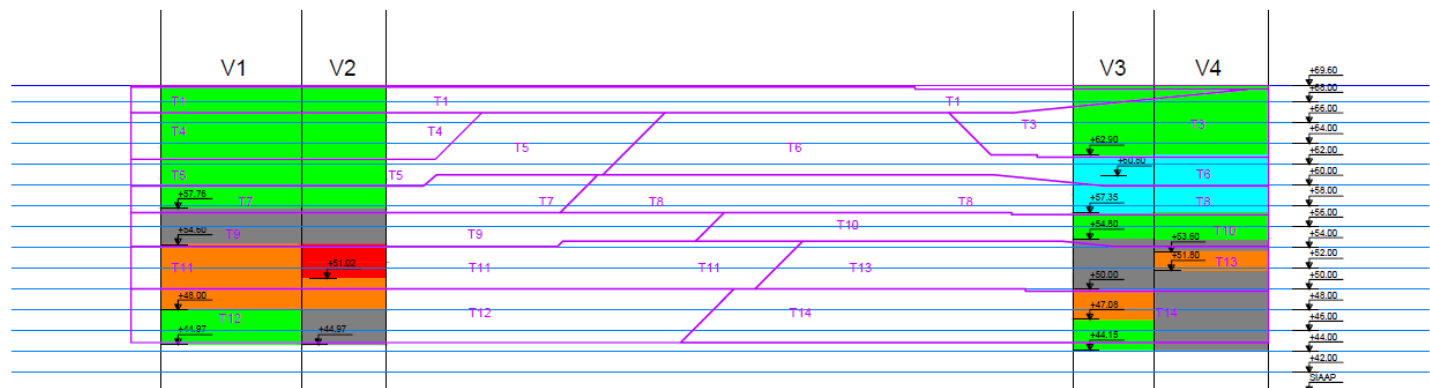 V1 V2 V3 V4
+69.60
+68.00
T1 T1 T1
+66.00
T4 T4 T3 T3
+64.00
T5 T6
+62.90
+62.00
+60.80
T5 T6
+60.00
+57.76
+58.00
T7 T7 T8 T8 T8
+57.35
+56.00
+54.60 +54.80
T9 T9 T10 T10
+54.00
+53.60
+52.00
+51.02 +51.80
T11 T11 T11 T13 T13
+50.00 +50.00
+48.00 +48.00
+47.08
T12 T12 T14 T14
+46.00
+44.97 +44.97 +44.15
+44.00
+42.00
SIAAP